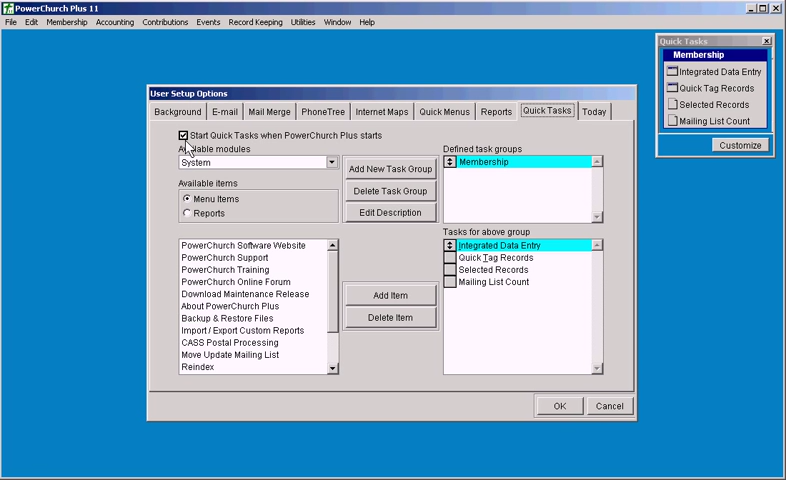 PowerChurch Plus 11
File Edit Membership Accounting Contributions Events Record Keeping Utilities Window Help
Quick Tasks
Membership
Integrated Data Entry
Quick Tag Records
Selected Records
Mailing List Count
Customize
User Setup Options
Background E-mail Mail Merge PhoneTree Internet Maps Quick Menus Reports Quick Tasks Today
Start Quick Tasks when PowerChurch Plus starts
Available modules
System
Available items
Menu Items
Reports
Add New Task Group
Delete Task Group
Edit Description
Defined task groups
Membership
PowerChurch Software Website
PowerChurch Support
PowerChurch Training
PowerChurch Online Forum
Download Maintenance Release
About PowerChurch Plus
Backup & Restore Files
Import / Export Custom Reports
CASS Postal Processing
Move Update Mailing List
Reindex
Add Item
Delete Item
Tasks for above group
Integrated Data Entry
Quick Tag Records
Selected Records
Mailing List Count
OK Cancel